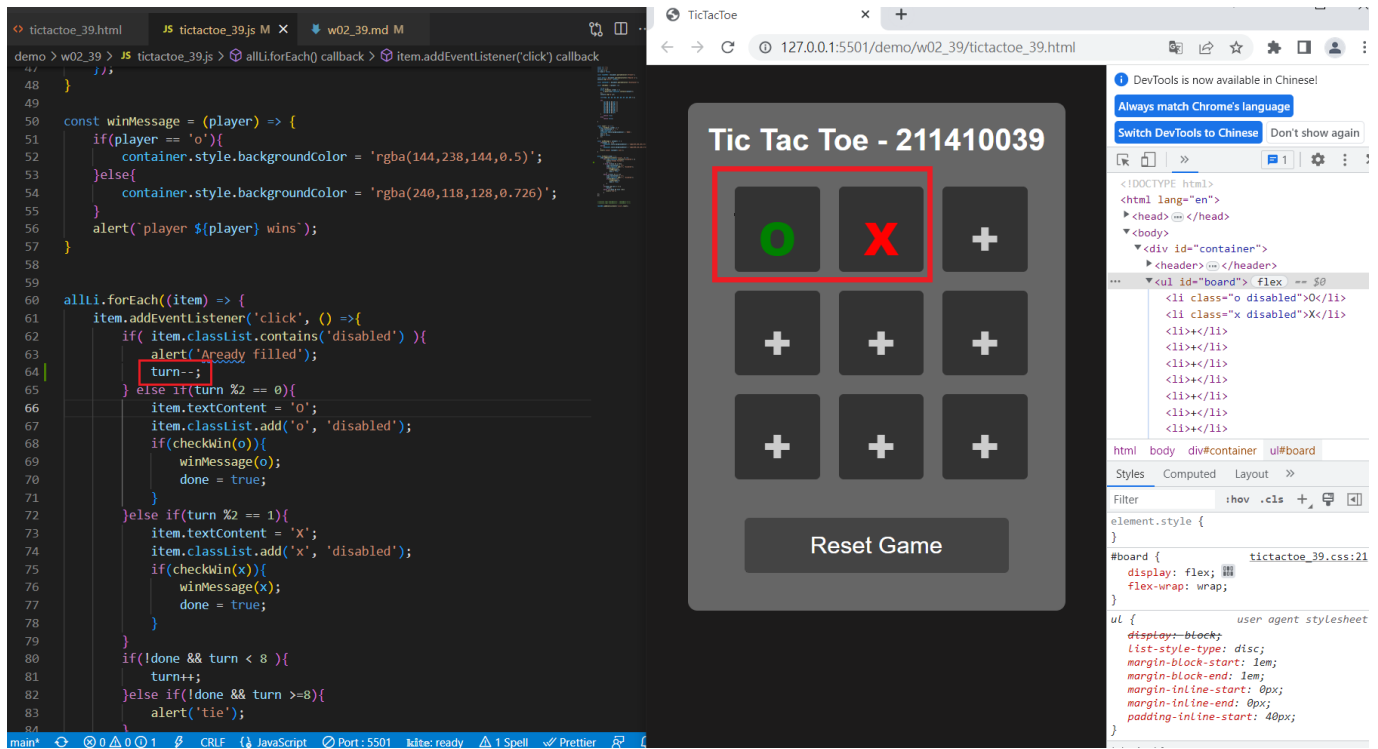 tictactoe_39.html
JS tictactoe_39.js M
w02_39.md M
demo > w02_39 > JS tictactoe_39.js > allLi.forEach() callback > item.addEventListener('click') callback
47 });
48 }
49
50 const winMessage = (player) => {
51 if(player == 'o'){
52 container.style.backgroundColor = 'rgba(144,238,144,0.5)';
53 }else{
54 container.style.backgroundColor = 'rgba(240,118,128,0.726)';
55 }
56 alert(`player ${player} wins`);
57 }
58
59
60 allLi.forEach((item) => {
61 item.addEventListener('click', () =>{
62 if( item.classList.contains('disabled') ){
63 alert('Aready filled');
64 turn--;
65 } else if(turn %2 == 0){
66 item.textContent = 'O';
67 item.classList.add('o', 'disabled');
68 if(checkWin(o)){
69 winMessage(o);
70 done = true;
71 }
72 }else if(turn %2 == 1){
73 item.textContent = 'X';
74 item.classList.add('x', 'disabled');
75 if(checkWin(x)){
76 winMessage(x);
77 done = true;
78 }
79 }
80 if(!done && turn < 8 ){
81 turn++;
82 }else if(!done && turn >=8){
83 alert('tie');
84 }
main* 0 0 1 CRLF JavaScript Port : 5501 kite: ready 1 Spell Prettier
TicTacToe
127.0.0.1:5501/demo/w02_39/tictactoe_39.html
Tic Tac Toe - 211410039
O X +
+ + +
+ + +
Reset Game
DevTools is now available in Chinese!
Always match Chrome's language
Switch DevTools to Chinese Don't show again
» 1
<!DOCTYPE html>
<html lang="en">
<head> </head>
<body>
<div id="container">
<header> </header>
<ul id="board"> flex == $0
<li class="o disabled">O</li>
<li class="x disabled">X</li>
<li>+</li>
<li>+</li>
<li>+</li>
<li>+</li>
<li>+</li>
<li>+</li>
<li>+</li>
html body div#container ul#board
Styles Computed Layout »
Filter :hov .cls +
element.style {
}
#board { tictactoe_39.css:21
display: flex;
flex-wrap: wrap;
}
ul { user agent stylesheet
display: block;
list-style-type: disc;
margin-block-start: 1em;
margin-block-end: 1em;
margin-inline-start: 0px;
margin-inline-end: 0px;
padding-inline-start: 40px;
}